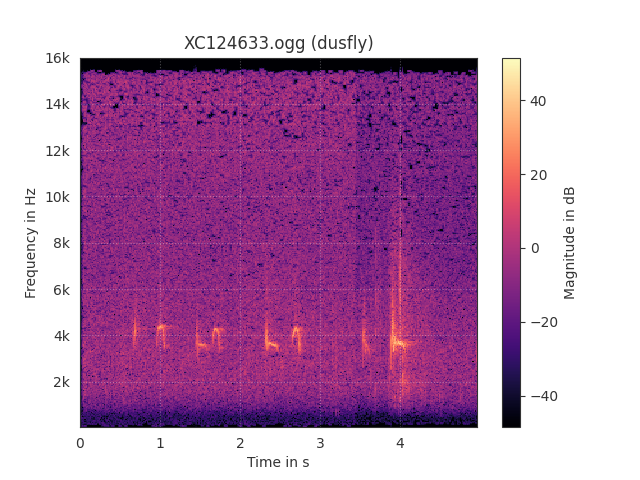 XC124633.ogg (dusfly)
16k
14k
12k
10k
8k
6k
4k
2k
Frequency in Hz
0
1
2
3
4
Time in s
40
20
0
−20
−40
Magnitude in dB